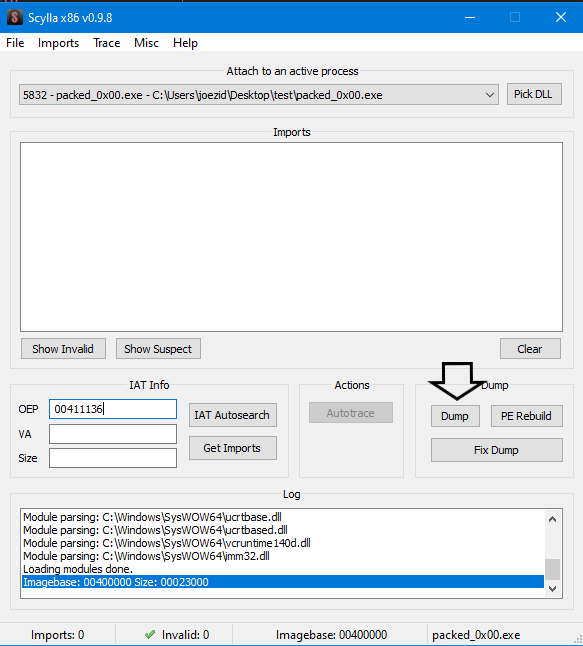 Scylla x86 v0.9.8
File Imports Trace Misc Help
Attach to an active process
5832 - packed_0x00.exe - C:\Users\joezid\Desktop\test\packed_0x00.exe
Pick DLL
Imports
Show Invalid Show Suspect Clear
IAT Info Actions Dump
OEP 00411136 IAT Autosearch Autotrace Dump PE Rebuild
VA
Get Imports Fix Dump
Size
Log
Module parsing: C:\Windows\SysWOW64\ucrtbase.dll
Module parsing: C:\Windows\SysWOW64\ucrtbased.dll
Module parsing: C:\Windows\SysWOW64\vcruntime140d.dll
Module parsing: C:\Windows\SysWOW64\imm32.dll
Loading modules done.
Imagebase: 00400000 Size: 00023000
Imports: 0 Invalid: 0 Imagebase: 00400000 packed_0x00.exe